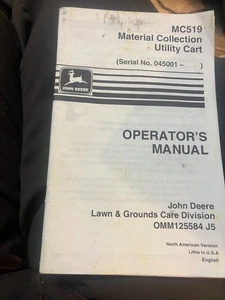 MC519
Material Collection
Utility Cart
(Serial No. 045001 – )
JOHN DEERE
OPERATOR'S
MANUAL
John Deere
Lawn & Grounds Care Division
OMM125584 J5
North American Version
Litho in U.S.A
English